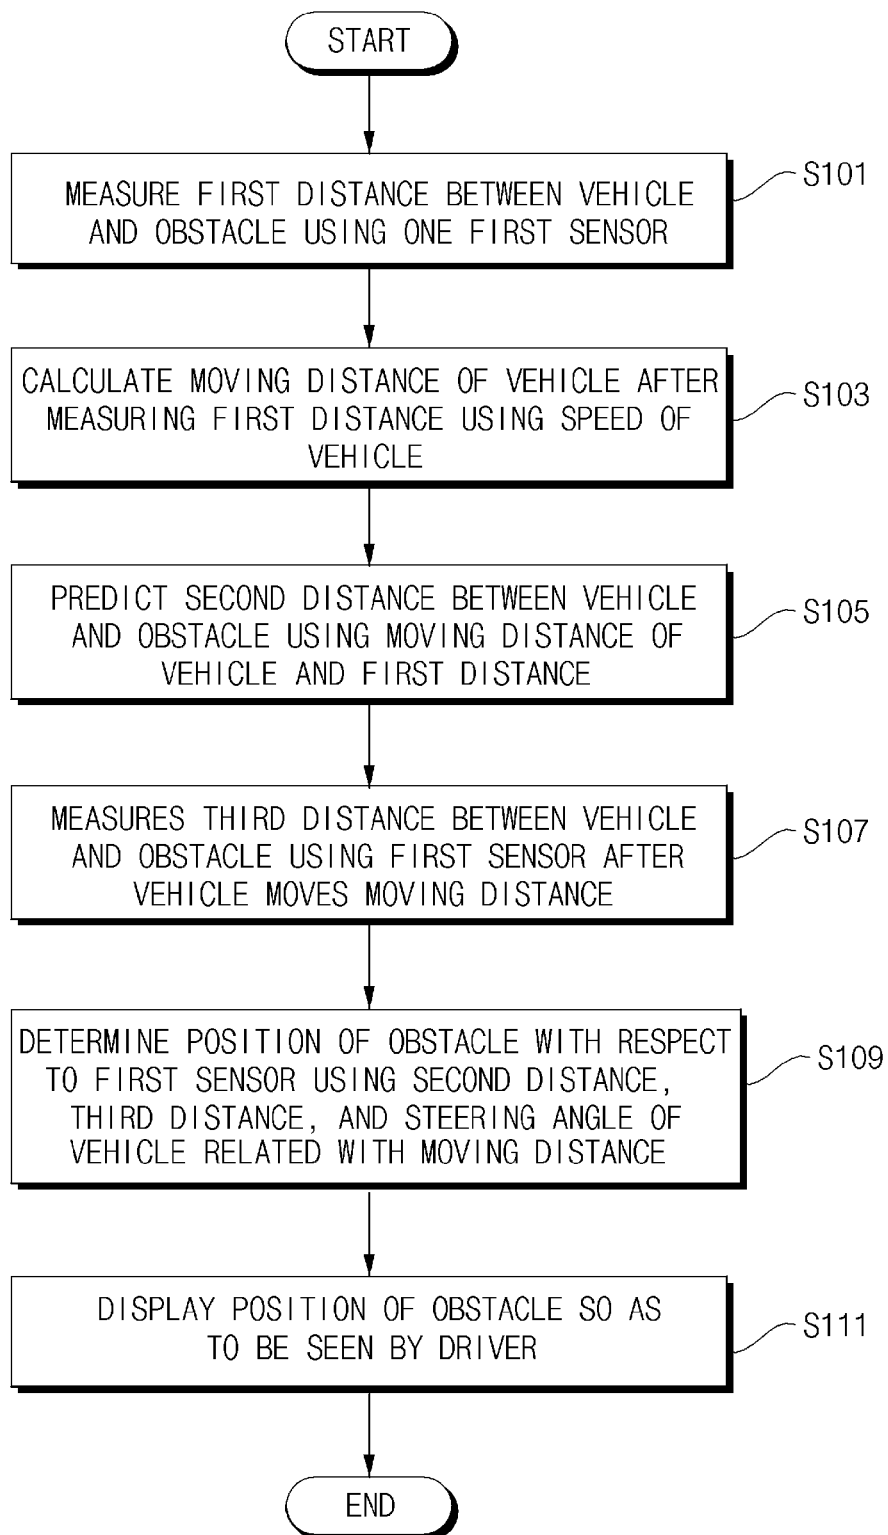 START
MEASURE FIRST DISTANCE BETWEEN VEHICLE
AND OBSTACLE USING ONE FIRST SENSOR
S101
CALCULATE MOVING DISTANCE OF VEHICLE AFTER
MEASURING FIRST DISTANCE USING SPEED OF
VEHICLE
S103
PREDICT SECOND DISTANCE BETWEEN VEHICLE
AND OBSTACLE USING MOVING DISTANCE OF
VEHICLE AND FIRST DISTANCE
S105
MEASURES THIRD DISTANCE BETWEEN VEHICLE
AND OBSTACLE USING FIRST SENSOR AFTER
VEHICLE MOVES MOVING DISTANCE
S107
DETERMINE POSITION OF OBSTACLE WITH RESPECT
TO FIRST SENSOR USING SECOND DISTANCE,
THIRD DISTANCE, AND STEERING ANGLE OF
VEHICLE RELATED WITH MOVING DISTANCE
S109
DISPLAY POSITION OF OBSTACLE SO AS
TO BE SEEN BY DRIVER
S111
END